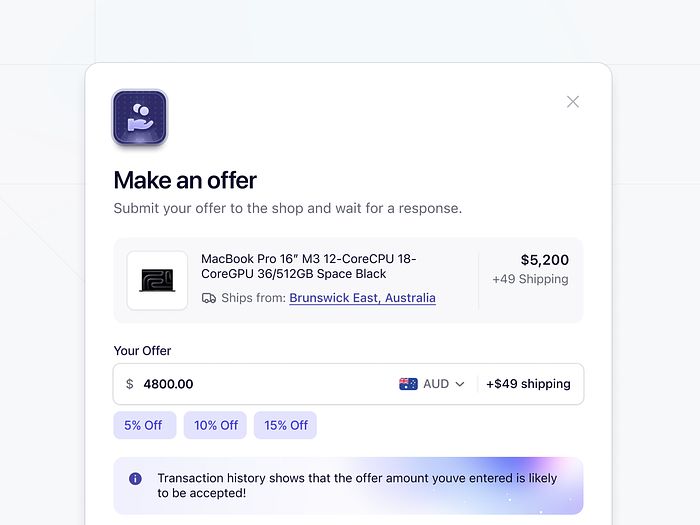 Make an offer
Submit your offer to the shop and wait for a response.
MacBook Pro 16” M3 12-CoreCPU 18-
CoreGPU 36/512GB Space Black
Ships from: Brunswick East, Australia
$5,200
+49 Shipping
Your Offer
$ 4800.00 AUD +$49 shipping
5% Off 10% Off 15% Off
Transaction history shows that the offer amount youve entered is likely
to be accepted!